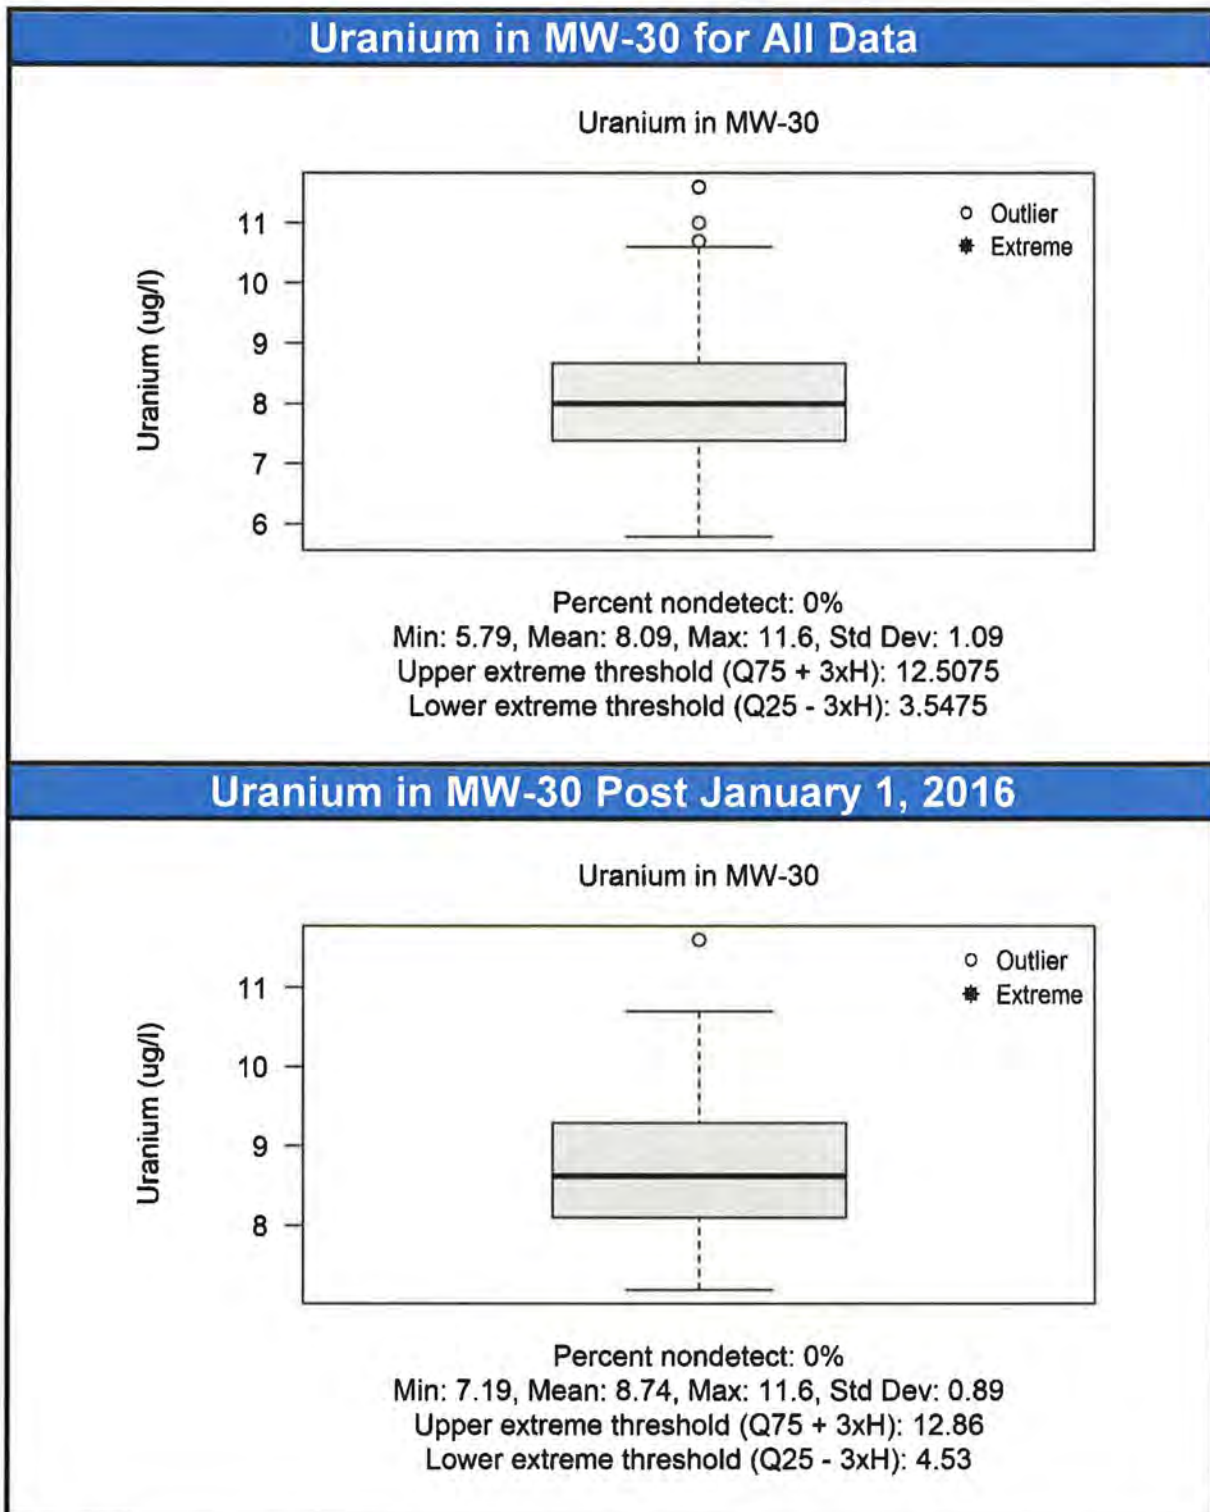 Uranium in MW-30 for All Data
Uranium in MW-30
Uranium (ug/l)
11
10
9
8
7
6
Outlier
Extreme
Percent nondetect: 0%
Min: 5.79, Mean: 8.09, Max: 11.6, Std Dev: 1.09
Upper extreme threshold (Q75 + 3xH): 12.5075
Lower extreme threshold (Q25 - 3xH): 3.5475
Uranium in MW-30 Post January 1, 2016
Uranium in MW-30
Uranium (ug/l)
11
10
9
8
Outlier
Extreme
Percent nondetect: 0%
Min: 7.19, Mean: 8.74, Max: 11.6, Std Dev: 0.89
Upper extreme threshold (Q75 + 3xH): 12.86
Lower extreme threshold (Q25 - 3xH): 4.53